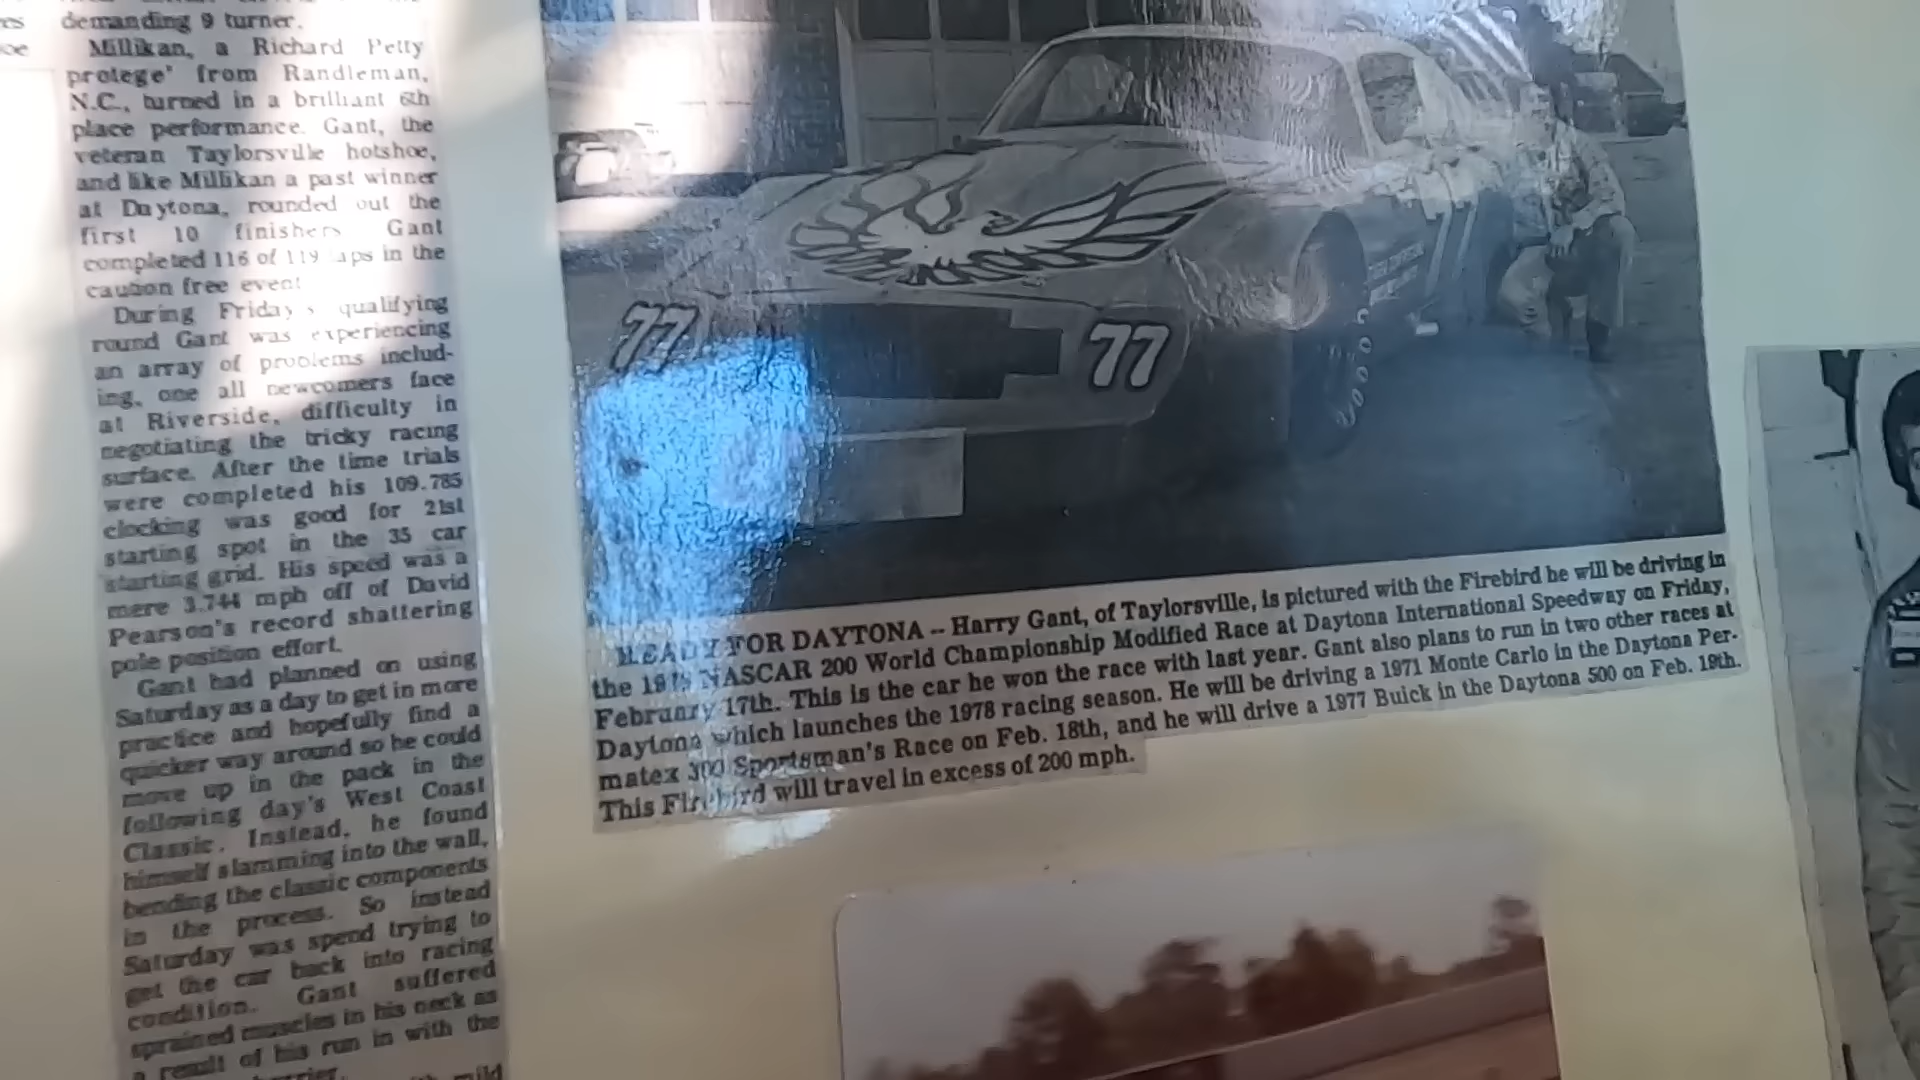 demanding 9 turner.
Millikan, a Richard Petty
protege' from Randleman,
N.C., turned in a brilliant 6th
place performance. Gant, the
veteran Taylorsville hotshoe,
and like Millikan a past winner
at Daytona, rounded out the
first 10 finishers Gant
completed 116 of 119 laps in the
caution free event
During Friday's qualifying
round Gant was experiencing
an array of problems includ-
ing, one all newcomers face
at Riverside, difficulty in
negotiating the tricky racing
surface. After the time trials
were completed his 109.785
clocking was good for 21st
starting spot in the 35 car
starting grid. His speed was a
mere 3.744 mph off of David
Pearson's record shattering
pole position effort.
Gant had planned on using
Saturday as a day to get in more
practice and hopefully find a
quicker way around so he could
move up in the pack in the
following day's West Coast
Classic. Instead, he found
himself slamming into the wall,
bending the classic components
in the process. So instead
Saturday was spend trying to
get the car back into racing
condition. Gant suffered
sprained muscles in his neck as
a result of his run in with the
mild
77
77
READY FOR DAYTONA -- Harry Gant, of Taylorsville, is pictured with the Firebird he will be driving in
the 1978 NASCAR 200 World Championship Modified Race at Daytona International Speedway on Friday,
February 17th. This is the car he won the race with last year. Gant also plans to run in two other races at
Daytona which launches the 1978 racing season. He will be driving a 1971 Monte Carlo in the Daytona Per-
matex 300 Sportsman's Race on Feb. 18th, and he will drive a 1977 Buick in the Daytona 500 on Feb. 19th.
This Firebird will travel in excess of 200 mph.